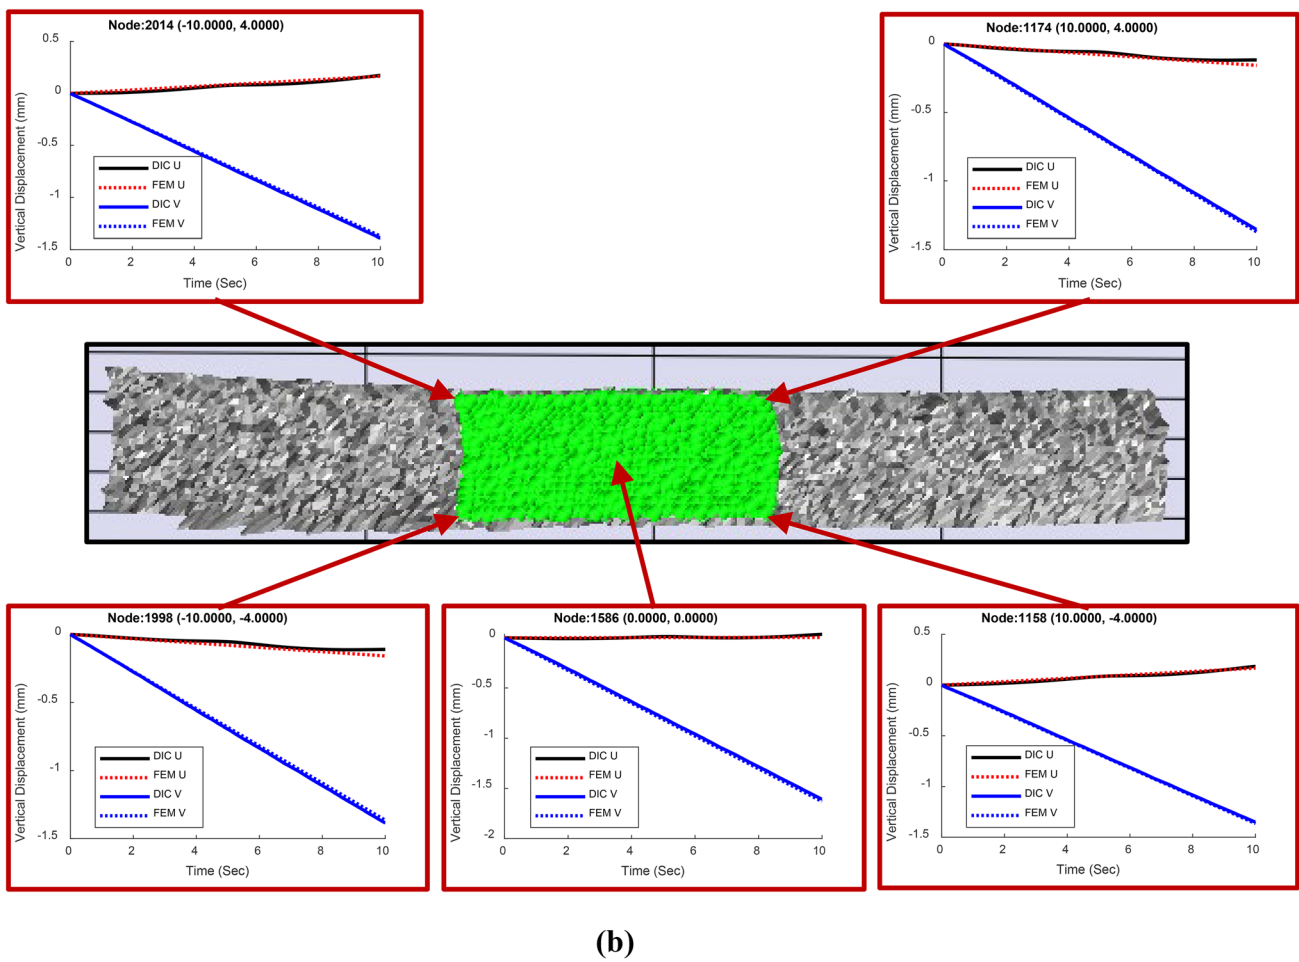 Node:2014 (-10.0000, 4.0000)
0.5
0
-0.5
-1
-1.5
Vertical Displacement (mm)
DIC U
FEM U
DIC V
FEM V
0 2 4 6 8 10
Time (Sec)
Node:1174 (10.0000, 4.0000)
0
-0.5
-1
-1.5
Vertical Displacement (mm)
DIC U
FEM U
DIC V
FEM V
0 2 4 6 8 10
Time (Sec)
Node:1998 (-10.0000, -4.0000)
0
-0.5
-1
-1.5
Vertical Displacement (mm)
DIC U
FEM U
DIC V
FEM V
0 2 4 6 8 10
Time (Sec)
Node:1586 (0.0000, 0.0000)
0
-0.5
-1
-1.5
-2
Vertical Displacement (mm)
DIC U
FEM U
DIC V
FEM V
0 2 4 6 8 10
Time (Sec)
Node:1158 (10.0000, -4.0000)
0.5
0
-0.5
-1
-1.5
Vertical Displacement (mm)
DIC U
FEM U
DIC V
FEM V
0 2 4 6 8 10
Time (Sec)
(b)